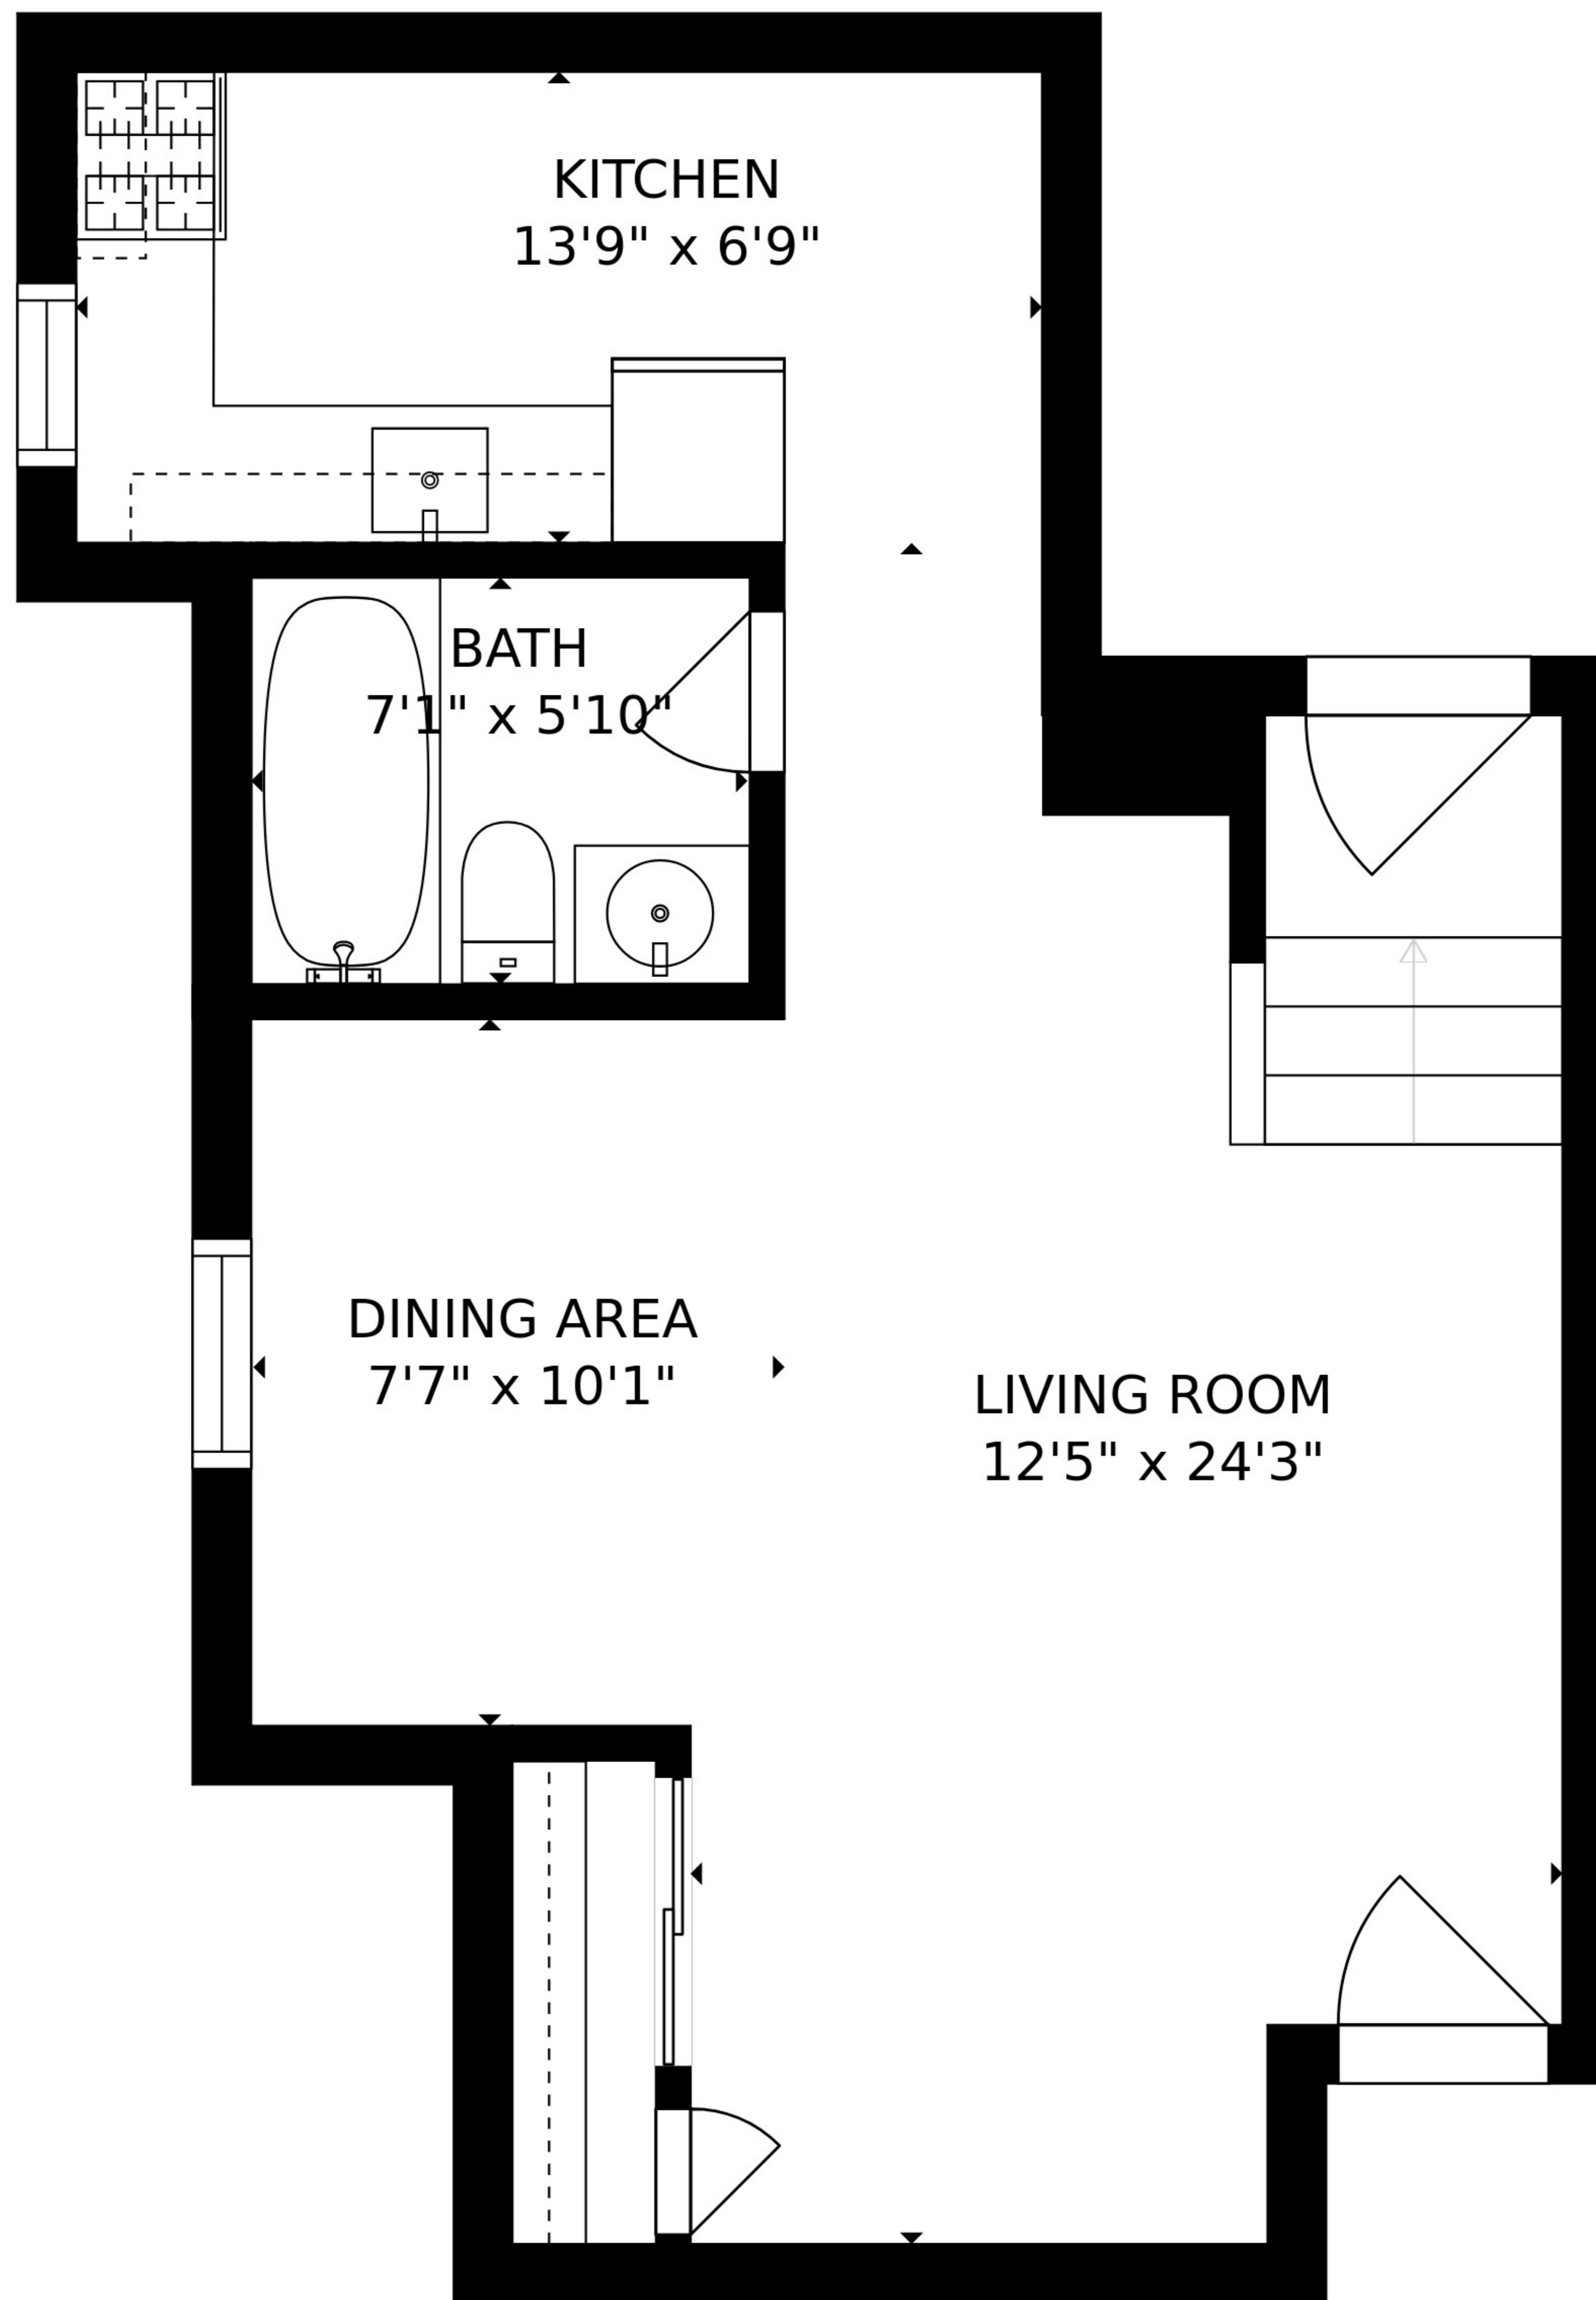 KITCHEN
13'9" x 6'9"
BATH
7'1" x 5'10"
DINING AREA
7'7" x 10'1"
LIVING ROOM
12'5" x 24'3"